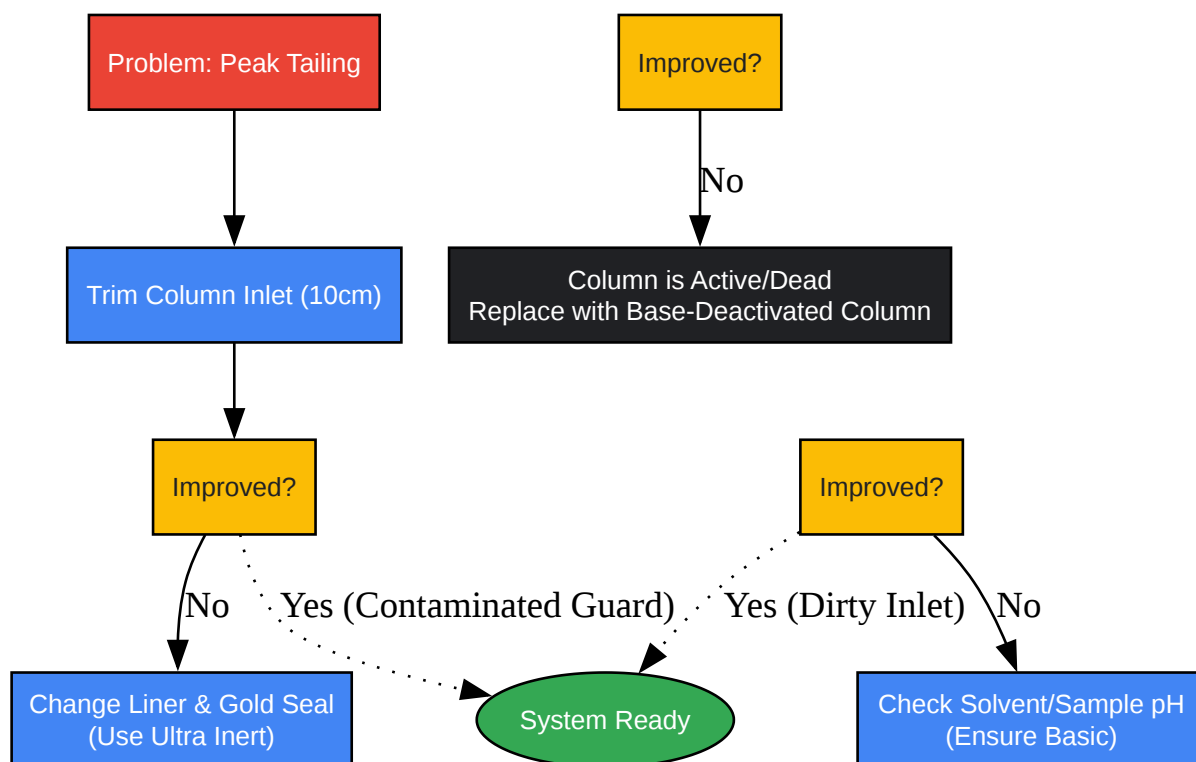 Problem: Peak Tailing
Improved?
No
Trim Column Inlet (10cm)
Column is Active/Dead
Replace with Base-Deactivated Column
Improved?
Improved?
No
Yes (Contaminated Guard)
Yes (Dirty Inlet)
No
Change Liner & Gold Seal
(Use Ultra Inert)
System Ready
Check Solvent/Sample pH
(Ensure Basic)